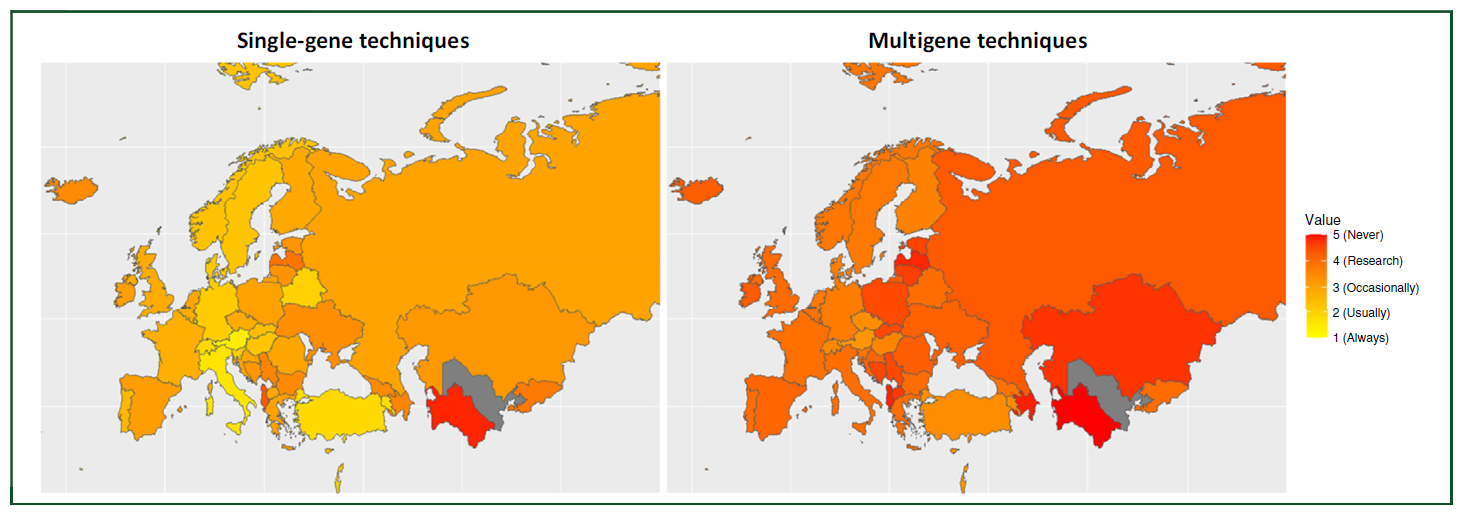 Single-gene techniques
Multigene techniques
Value
5 (Never)
4 (Research)
3 (Occasionally)
2 (Usually)
1 (Always)